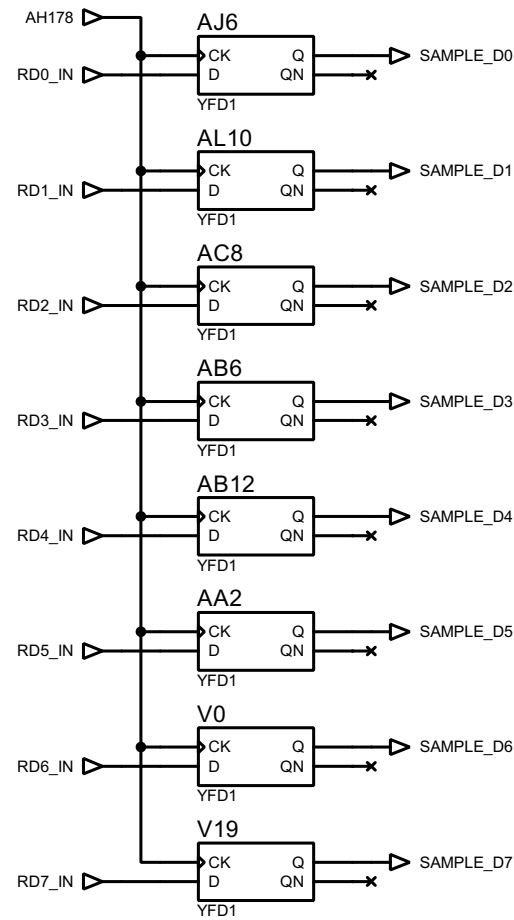 AH178
AJ6
CK Q SAMPLE_D0
RD0_IN D QN
YFD1
AL10
CK Q SAMPLE_D1
RD1_IN D QN
YFD1
AC8
CK Q SAMPLE_D2
RD2_IN D QN
YFD1
AB6
CK Q SAMPLE_D3
RD3_IN D QN
YFD1
AB12
CK Q SAMPLE_D4
RD4_IN D QN
YFD1
AA2
CK Q SAMPLE_D5
RD5_IN D QN
YFD1
V0
CK Q SAMPLE_D6
RD6_IN D QN
YFD1
V19
CK Q SAMPLE_D7
RD7_IN D QN
YFD1